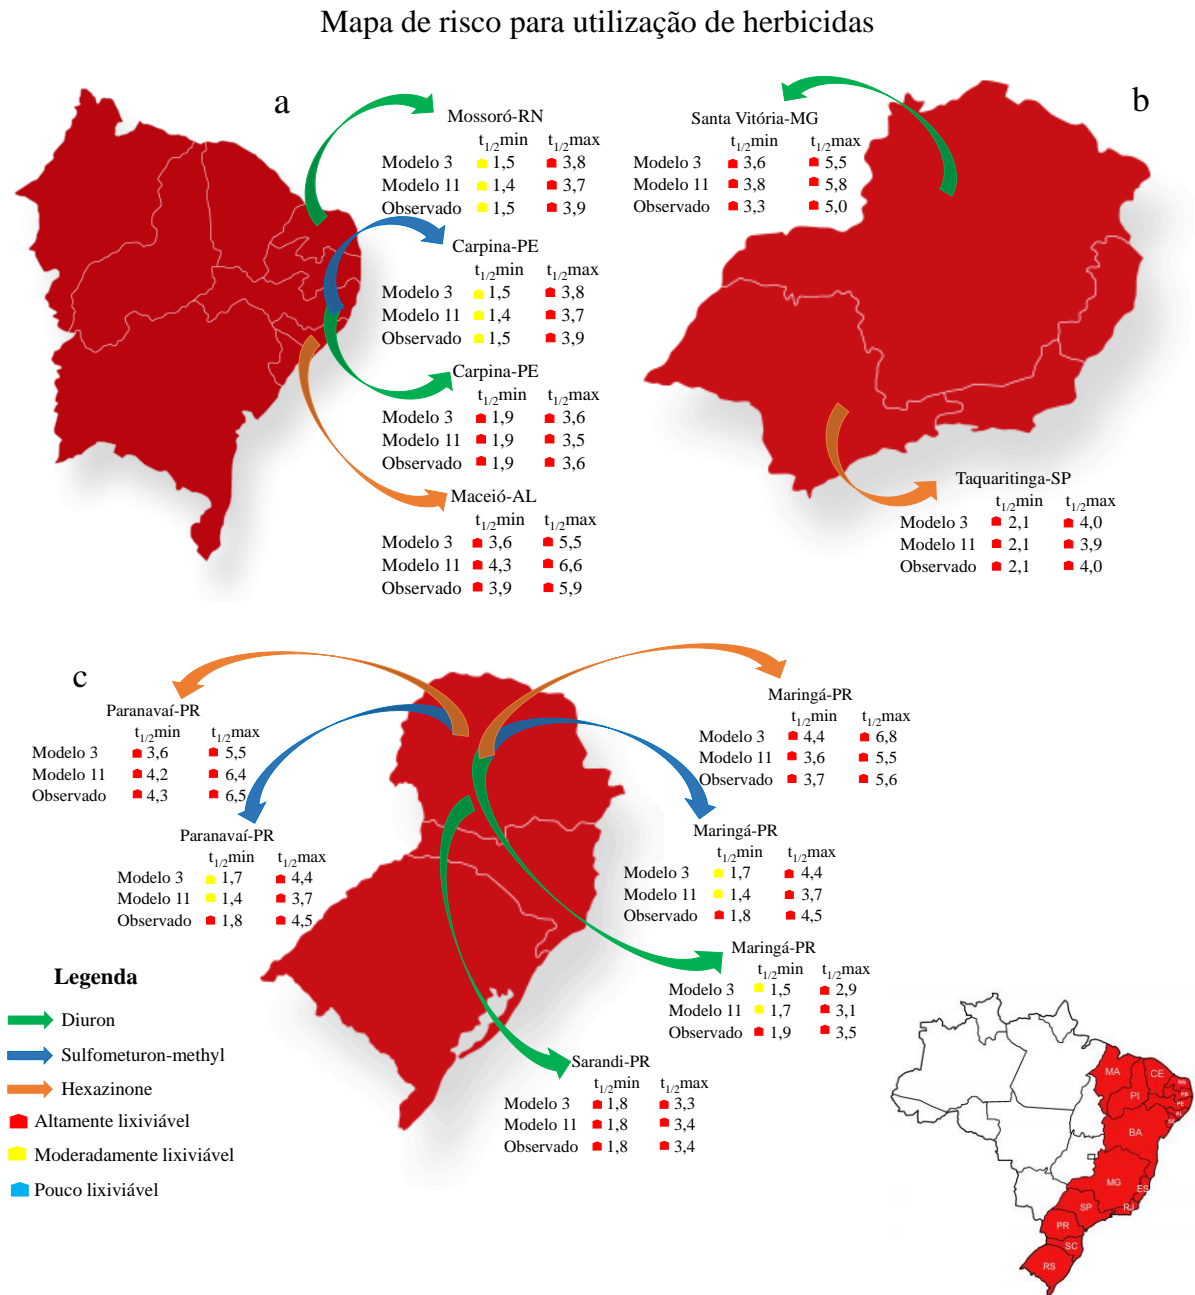 Mapa de risco para utilização de herbicidas
a
Mossoró-RN
t1/2min t1/2max
Modelo 3 1,5 3,8
Modelo 11 1,4 3,7
Observado 1,5 3,9
Carpina-PE
t1/2min t1/2max
Modelo 3 1,5 3,8
Modelo 11 1,4 3,7
Observado 1,5 3,9
Carpina-PE
t1/2min t1/2max
Modelo 3 1,9 3,6
Modelo 11 1,9 3,5
Observado 1,9 3,6
Maceió-AL
t1/2min t1/2max
Modelo 3 3,6 5,5
Modelo 11 4,3 6,6
Observado 3,9 5,9
b
Santa Vitória-MG
t1/2min t1/2max
Modelo 3 3,6 5,5
Modelo 11 3,8 5,8
Observado 3,3 5,0
Taquaritinga-SP
t1/2min t1/2max
Modelo 3 2,1 4,0
Modelo 11 2,1 3,9
Observado 2,1 4,0
c
Paranavaí-PR
t1/2min t1/2max
Modelo 3 3,6 5,5
Modelo 11 4,2 6,4
Observado 4,3 6,5
Paranavaí-PR
t1/2min t1/2max
Modelo 3 1,7 4,4
Modelo 11 1,4 3,7
Observado 1,8 4,5
Maringá-PR
t1/2min t1/2max
Modelo 3 4,4 6,8
Modelo 11 3,6 5,5
Observado 3,7 5,6
Maringá-PR
t1/2min t1/2max
Modelo 3 1,7 4,4
Modelo 11 1,4 3,7
Observado 1,8 4,5
Maringá-PR
t1/2min t1/2max
Modelo 3 1,5 2,9
Modelo 11 1,7 3,1
Observado 1,9 3,5
Sarandi-PR
t1/2min t1/2max
Modelo 3 1,8 3,3
Modelo 11 1,8 3,4
Observado 1,8 3,4
Legenda
Diuron
Sulfometuron-methyl
Hexazinone
Altamente lixiviável
Moderadamente lixiviável
Pouco lixiviável
MA
CE
RN
PB
PI
PE
AL
SE
BA
MG
ES
SP
RJ
PR
SC
RS